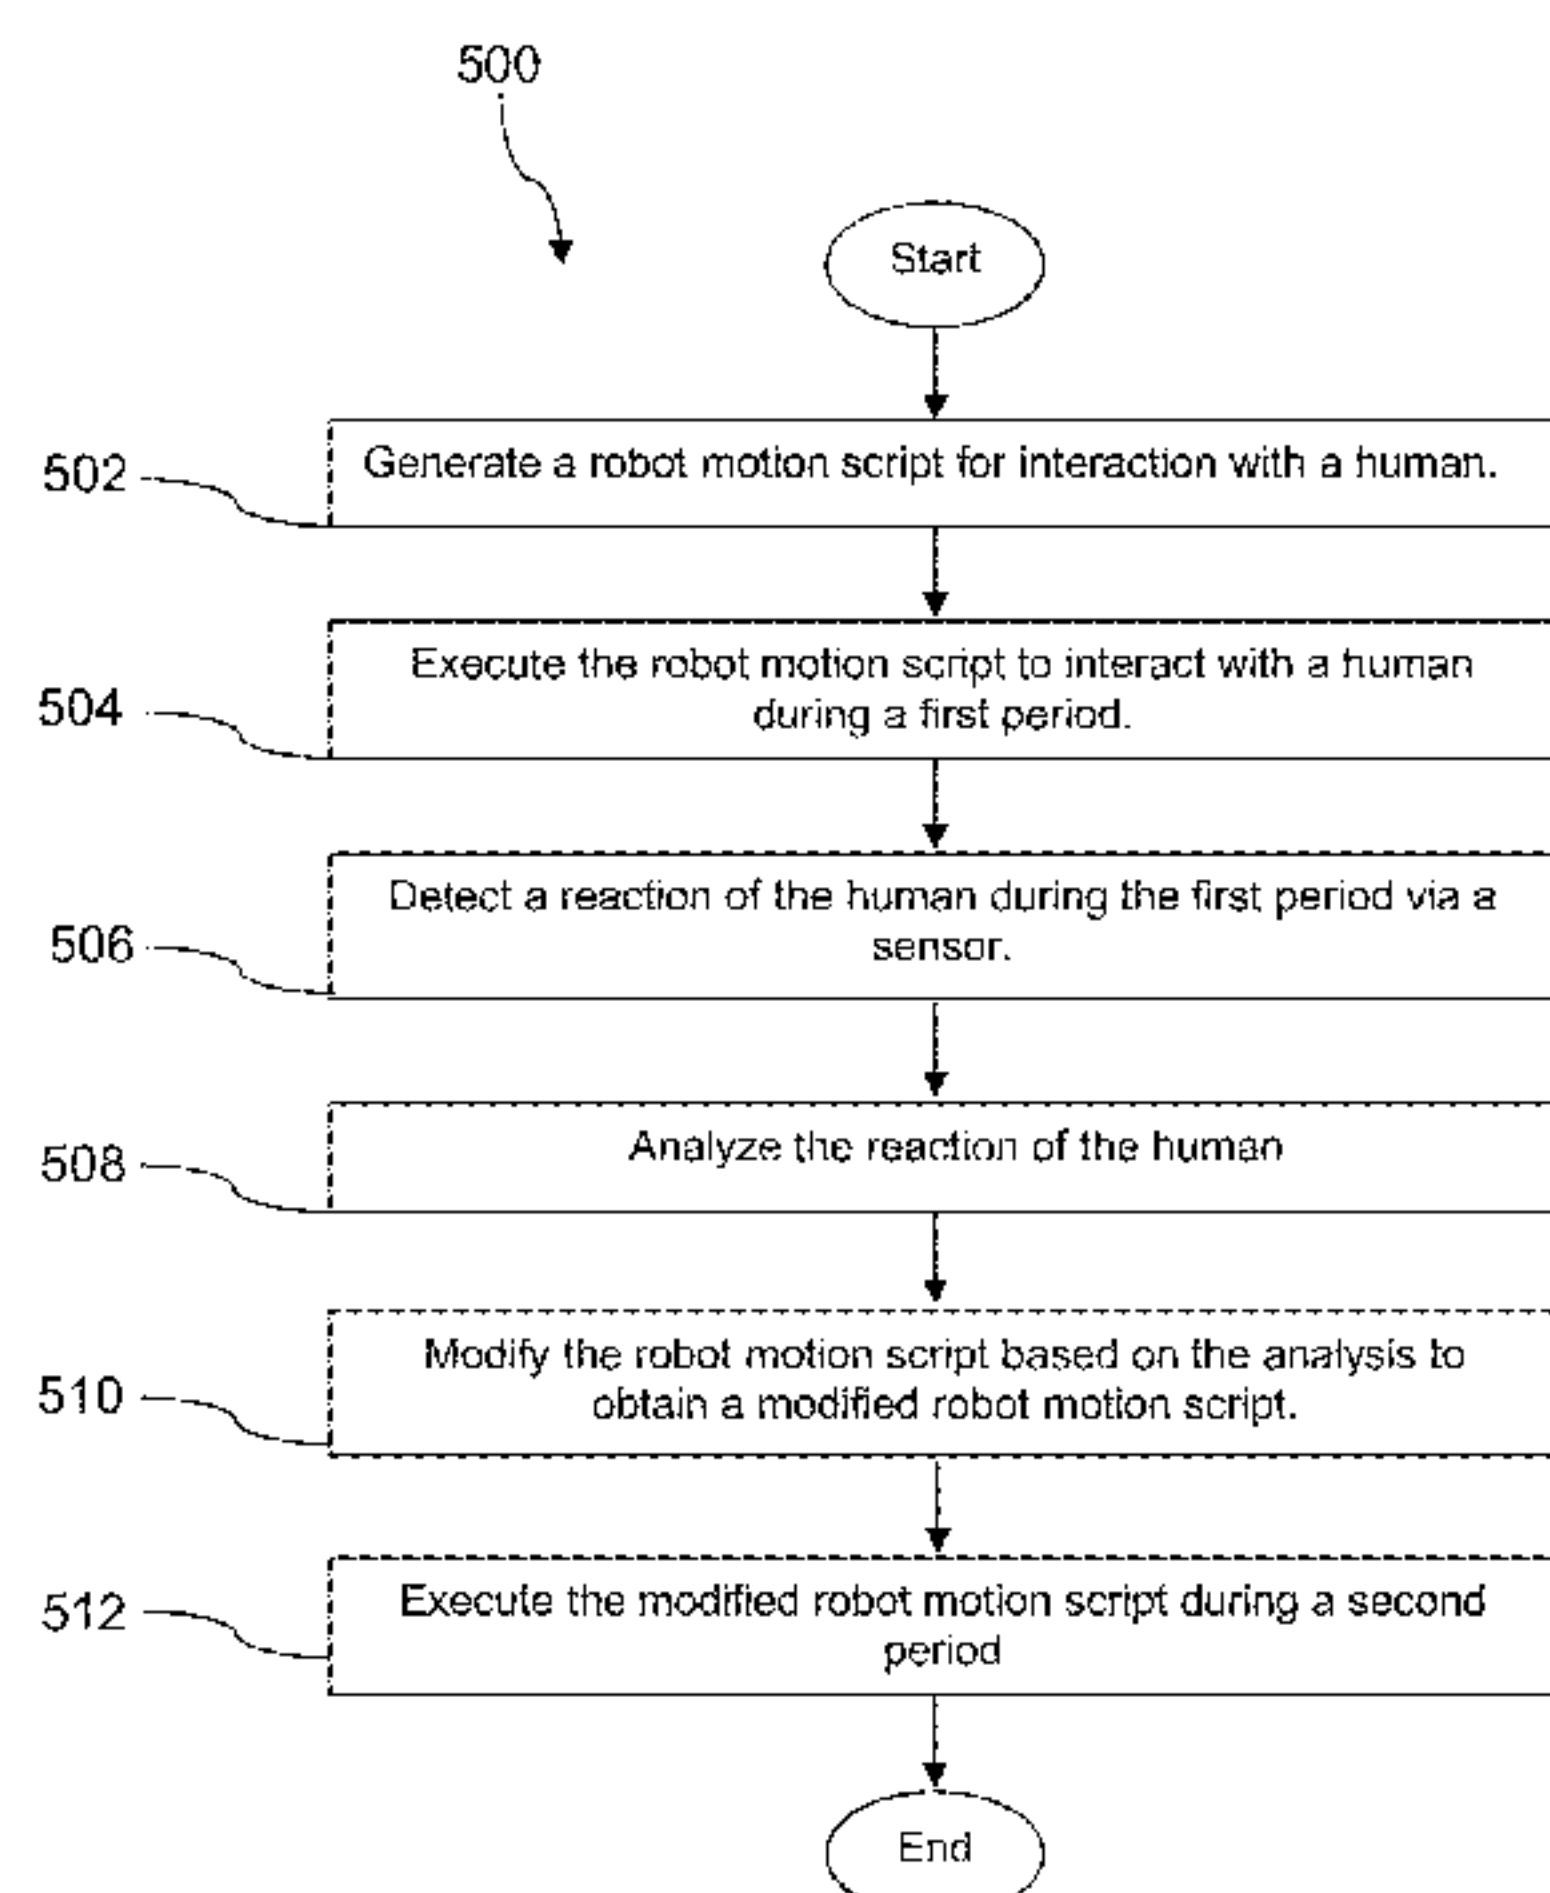 500
Start
502
Generate a robot motion script for interaction with a human.
504
Execute the robot motion script to interact with a human
during a first period.
506
Detect a reaction of the human during the first period via a
sensor.
508
Analyze the reaction of the human
510
Modify the robot motion script based on the analysis to
obtain a modified robot motion script.
512
Execute the modified robot motion script during a second
period
End